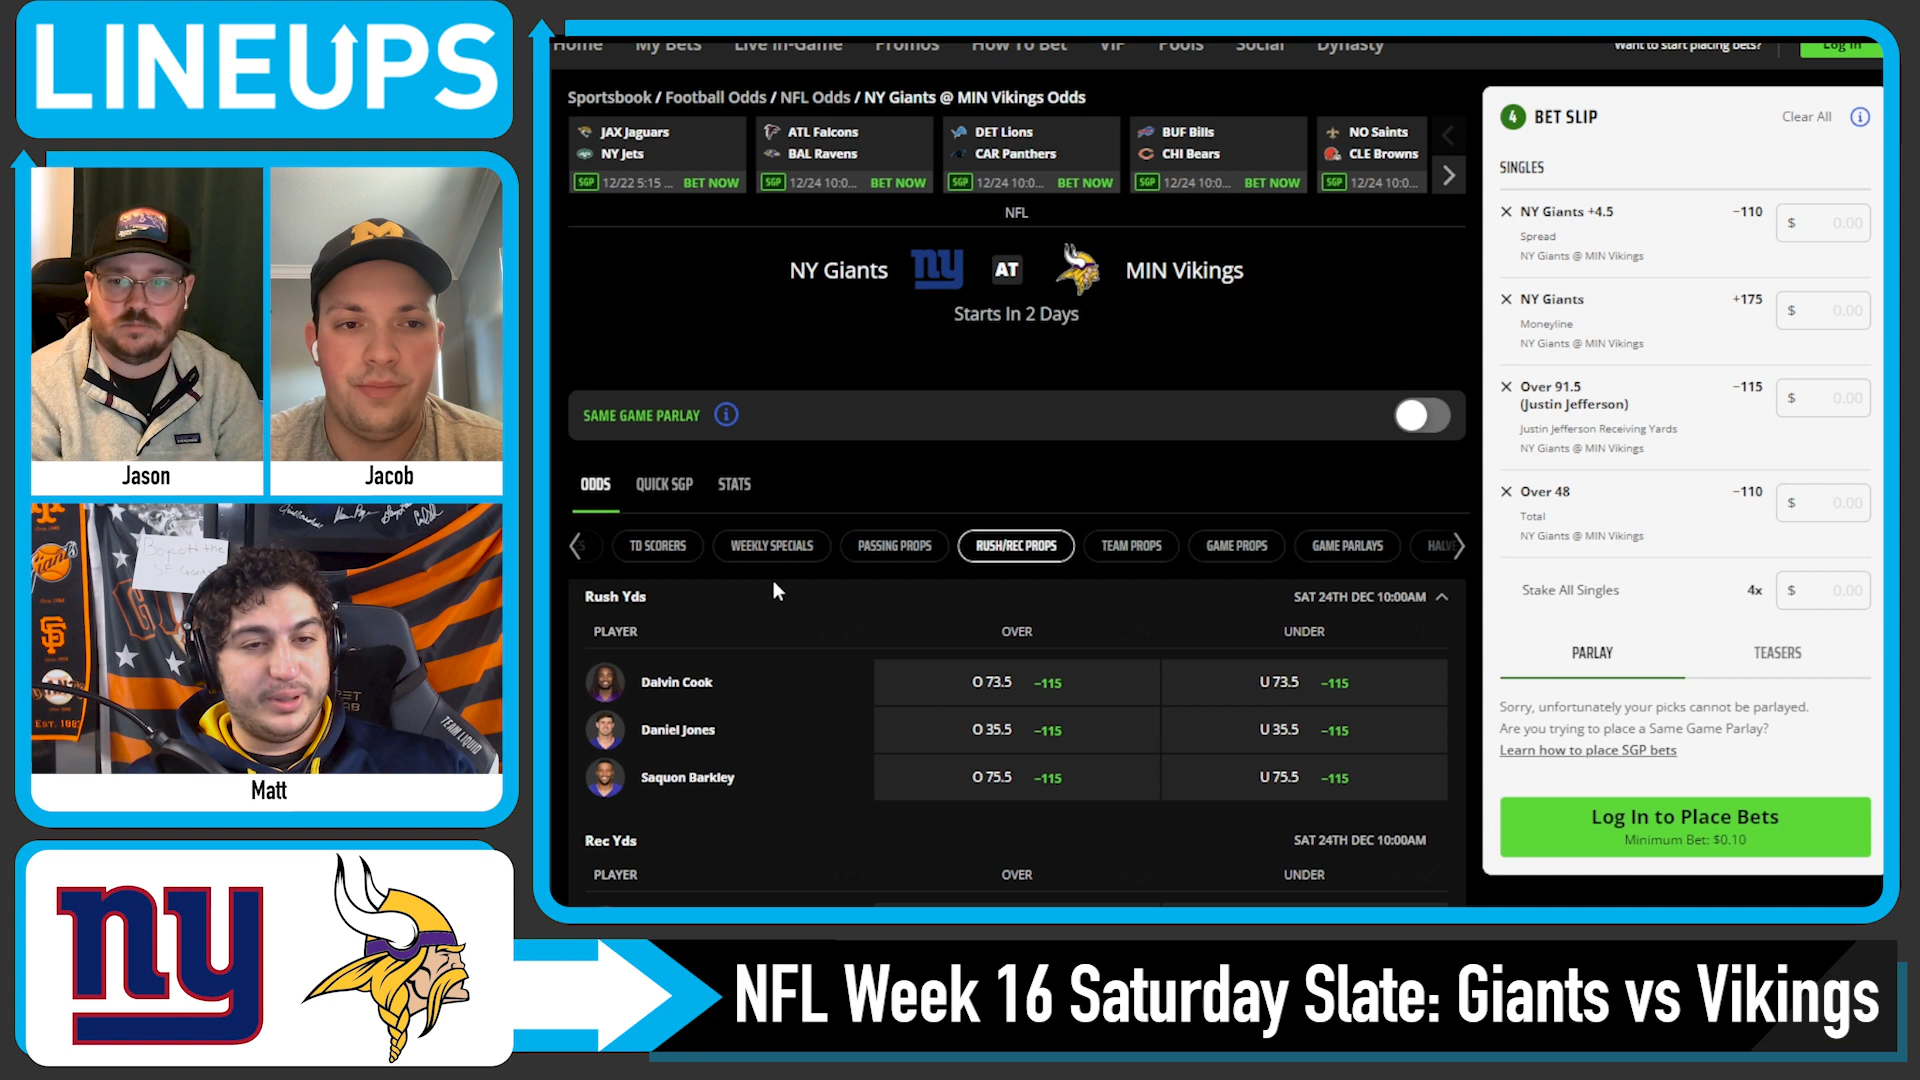 LINEUPS
Jason
Jacob
Boycott the
SF Giants
Giants
SF
EST. 1883
TEAM LIQUID
Matt
ny
Home My Bets Live In-Game Promos How To Bet VIP Pools Social Dynasty Want to start placing bets? Log In
Sportsbook / Football Odds / NFL Odds / NY Giants @ MIN Vikings Odds
JAX Jaguars
NY Jets
SGP 12/22 5:15 ... BET NOW
ATL Falcons
BAL Ravens
SGP 12/24 10:0... BET NOW
DET Lions
CAR Panthers
SGP 12/24 10:0... BET NOW
BUF Bills
CHI Bears
SGP 12/24 10:0... BET NOW
NO Saints
CLE Browns
SGP 12/24 10:0...
NFL
NY Giants ny AT MIN Vikings
Starts In 2 Days
SAME GAME PARLAY
ODDS QUICK SGP STATS
TD SCORERS WEEKLY SPECIALS PASSING PROPS RUSH/REC PROPS TEAM PROPS GAME PROPS GAME PARLAYS HALV
Rush Yds SAT 24TH DEC 10:00AM
PLAYER OVER UNDER
Dalvin Cook O 73.5 −115 U 73.5 −115
Daniel Jones O 35.5 −115 U 35.5 −115
Saquon Barkley O 75.5 −115 U 75.5 −115
Rec Yds SAT 24TH DEC 10:00AM
PLAYER OVER UNDER
4 BET SLIP Clear All
SINGLES
NY Giants +4.5 −110 $ 0.00
Spread
NY Giants @ MIN Vikings
NY Giants +175 $ 0.00
Moneyline
NY Giants @ MIN Vikings
Over 91.5 −115 $ 0.00
(Justin Jefferson)
Justin Jefferson Receiving Yards
NY Giants @ MIN Vikings
Over 48 −110 $ 0.00
Total
NY Giants @ MIN Vikings
Stake All Singles 4x $ 0.00
PARLAY TEASERS
Sorry, unfortunately your picks cannot be parlayed.
Are you trying to place a Same Game Parlay?
Learn how to place SGP bets
Log In to Place Bets
Minimum Bet: $0.10
NFL Week 16 Saturday Slate: Giants vs Vikings